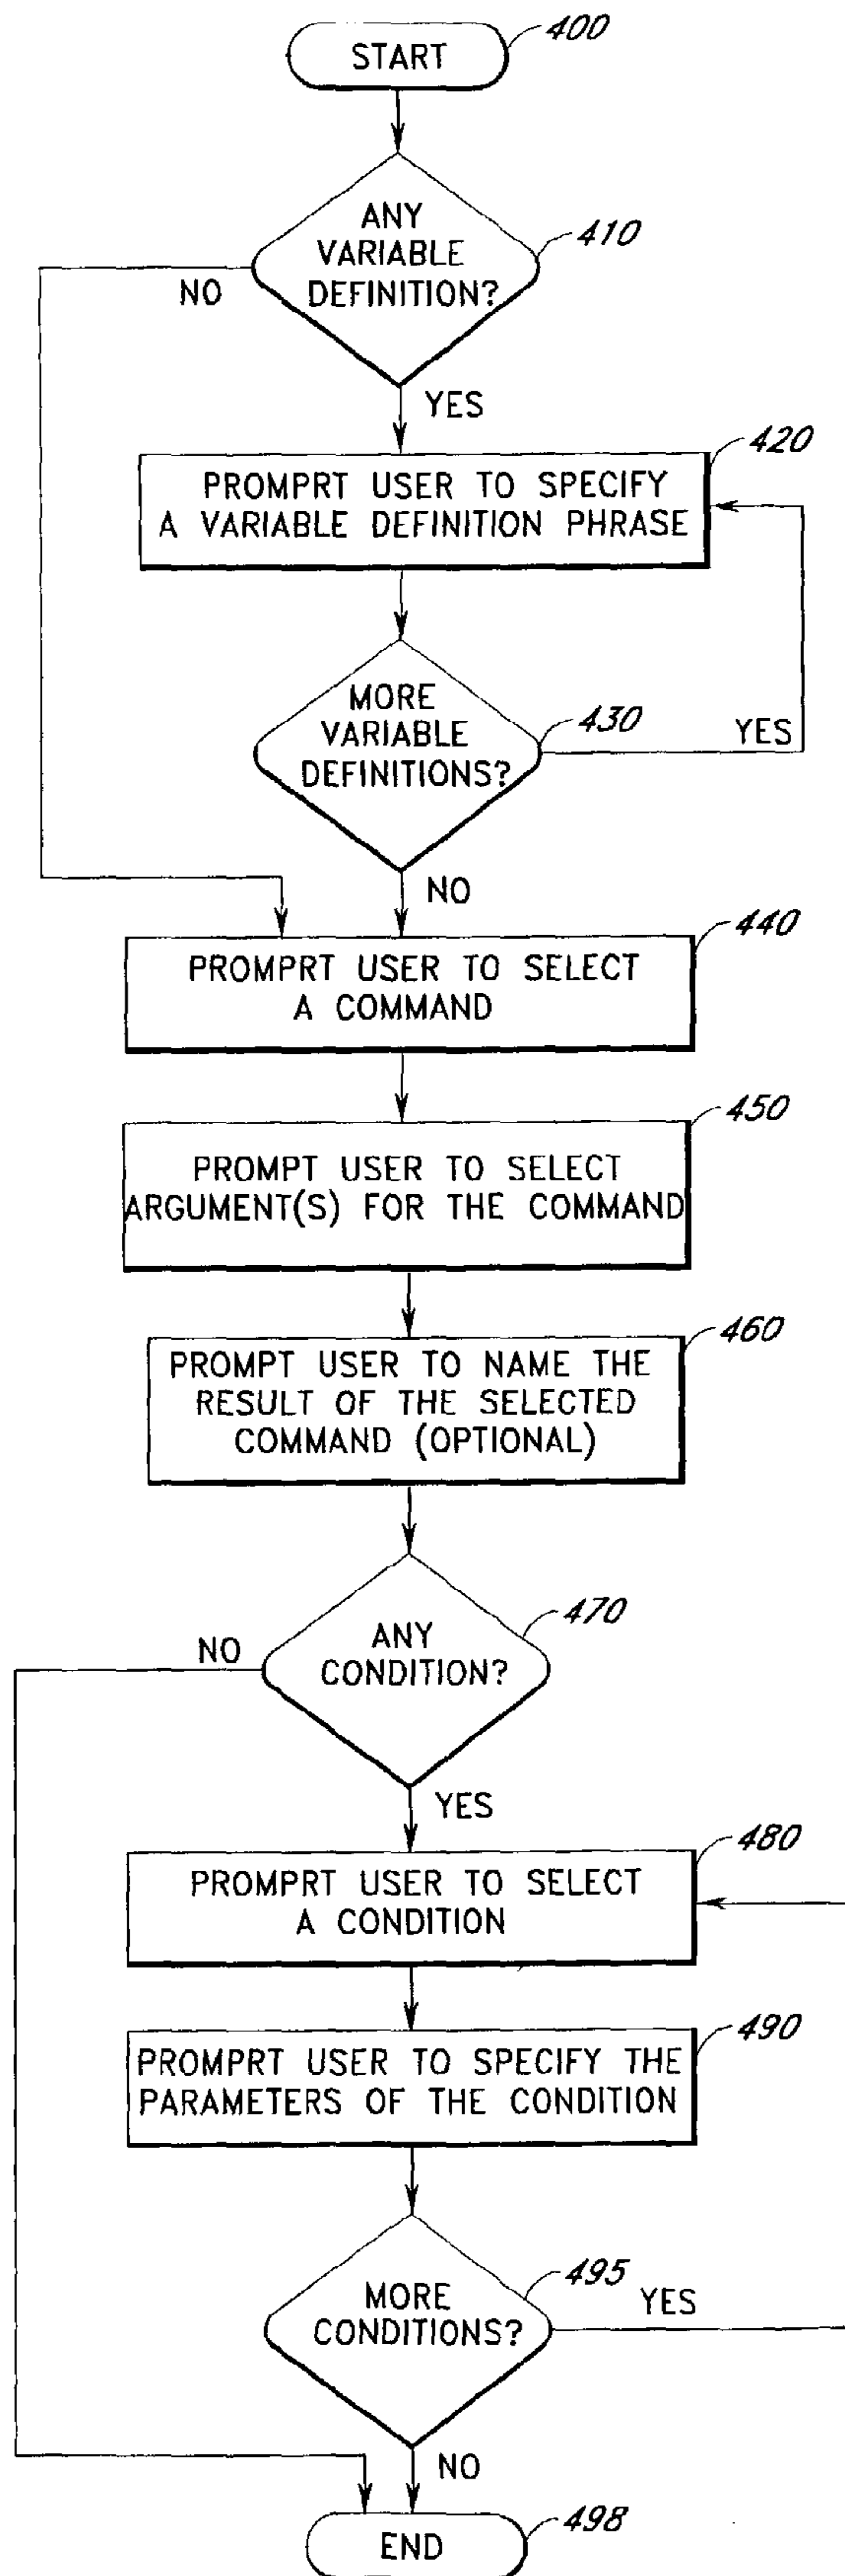 START
400
ANY
VARIABLE
DEFINITION?
410
NO
YES
420
PROMPRT USER TO SPECIFY
A VARIABLE DEFINITION PHRASE
MORE
VARIABLE
DEFINITIONS?
430
YES
NO
440
PROMPRT USER TO SELECT
A COMMAND
450
PROMPT USER TO SELECT
ARGUMENT(S) FOR THE COMMAND
460
PROMPT USER TO NAME THE
RESULT OF THE SELECTED
COMMAND (OPTIONAL)
470
NO
ANY
CONDITION?
YES
480
PROMPRT USER TO SELECT
A CONDITION
490
PROMPRT USER TO SPECIFY THE
PARAMETERS OF THE CONDITION
495
MORE
CONDITIONS?
YES
NO
498
END